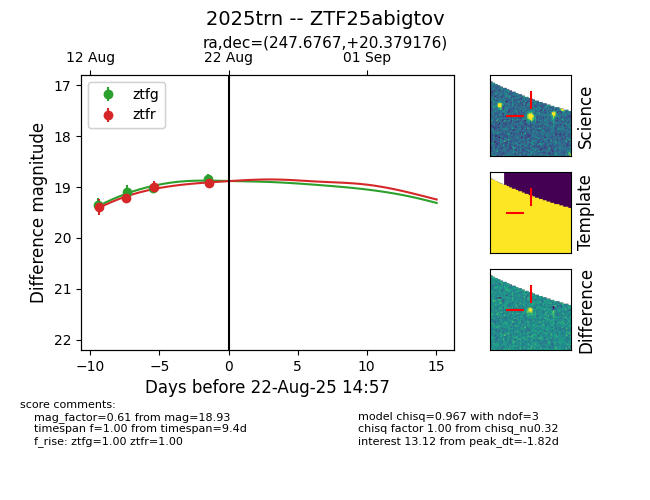 2025trn -- ZTF25abigtov
ra,dec=(247.6767,+20.379176)
12 Aug
22 Aug
01 Sep
ztfg
ztfr
17
18
19
20
21
22
Difference magnitude
−10
−5
0
5
10
15
Days before 22-Aug-25 14:57
Science
Template
Difference
score comments:
mag_factor=0.61 from mag=18.93
timespan f=1.00 from timespan=9.4d
f_rise: ztfg=1.00 ztfr=1.00
model chisq=0.967 with ndof=3
chisq factor 1.00 from chisq_nu0.32
interest 13.12 from peak_dt=-1.82d